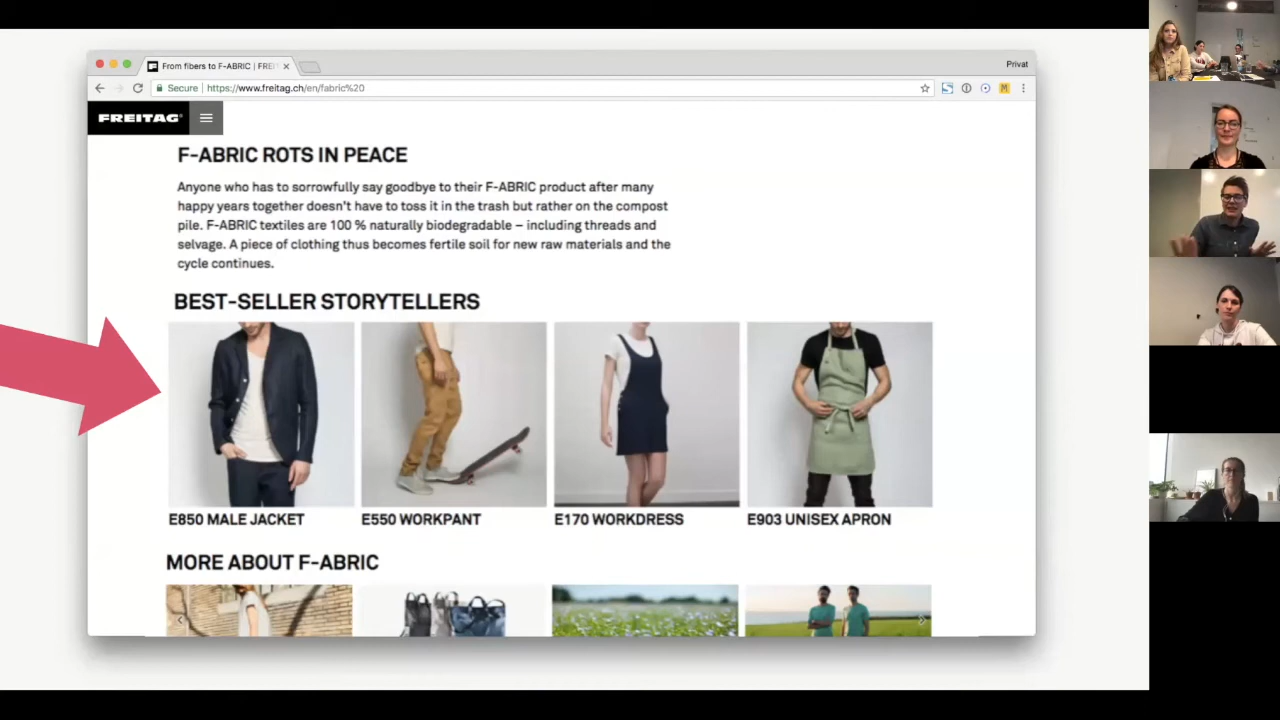 From fibers to F-ABRIC | FREI
Privat
Secure | https://www.freitag.ch/en/fabric%20
FREITAG
F-ABRIC ROTS IN PEACE
Anyone who has to sorrowfully say goodbye to their F-ABRIC product after many
happy years together doesn't have to toss it in the trash but rather on the compost
pile. F-ABRIC textiles are 100 % naturally biodegradable – including threads and
selvage. A piece of clothing thus becomes fertile soil for new raw materials and the
cycle continues.
BEST-SELLER STORYTELLERS
E850 MALE JACKET
E550 WORKPANT
E170 WORKDRESS
E903 UNISEX APRON
MORE ABOUT F-ABRIC